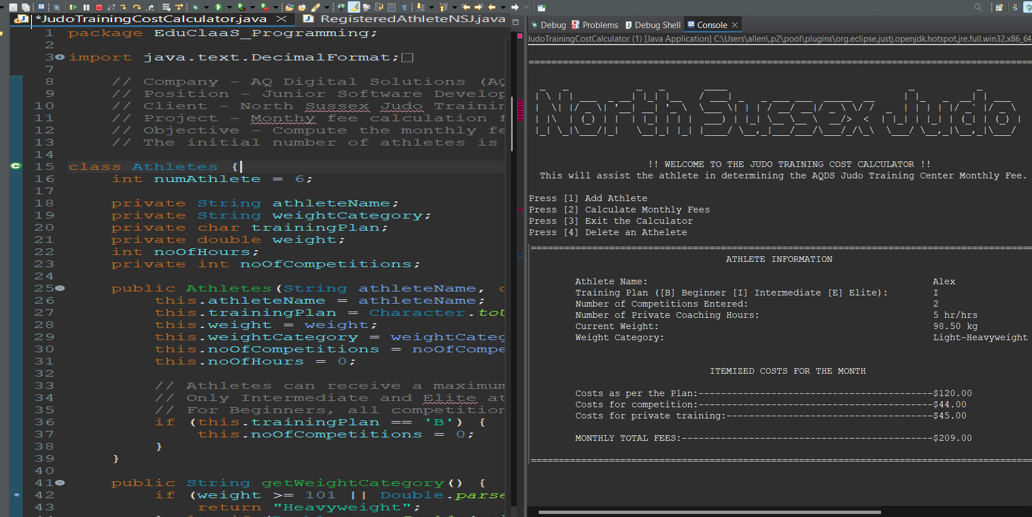 *JudoTrainingCostCalculator.java
RegisteredAthleteNSJ.java
1 package EduClaaS_Programming;
2
3 import java.text.DecimalFormat;
7
8 // Company - AQ Digital Solutions (AQ
9 // Position - Junior Software Develop
10 // Client - North Sussex Judo Trainin
11 // Project - Monthy fee calculation f
12 // Objective - Compute the monthly fe
13 // The initial number of athletes is
14
15 class Athletes {
16 int numAthlete = 6;
17
18 private String athleteName;
19 private String weightCategory;
20 private char trainingPlan;
21 private double weight;
22 int noOfHours;
23 private int noOfCompetitions;
24
25 public Athletes(String athleteName, c
26 this.athleteName = athleteName;
27 this.trainingPlan = Character.toU
28 this.weight = weight;
29 this.weightCategory = weightCateg
30 this.noOfCompetitions = noOfCompe
31 this.noOfHours = 0;
32
33 // Athletes can receive a maximum
34 // Only Intermediate and Elite at
35 // For Beginners, all competition
36 if (this.trainingPlan == 'B') {
37 this.noOfCompetitions = 0;
38 }
39 }
40
41 public String getWeightCategory() {
42 if (weight >= 101 || Double.parse
43 return "Heavyweight";
Debug Problems Debug Shell Console
JudoTrainingCostCalculator (1) [Java Application] C:\Users\allen\.p2\pool\plugins\org.eclipse.justj.openjdk.hotspot.jre.full.win32.x86_64
North Sussex Judo
!! WELCOME TO THE JUDO TRAINING COST CALCULATOR !!
This will assist the athlete in determining the AQDS Judo Training Center Monthly Fee.
Press [1] Add Athlete
Press [2] Calculate Monthly Fees
Press [3] Exit the Calculator
Press [4] Delete an Athelete
ATHLETE INFORMATION
Athlete Name: Alex
Training Plan ([B] Beginner [I] Intermediate [E] Elite): I
Number of Competitions Entered: 2
Number of Private Coaching Hours: 5 hr/hrs
Current Weight: 98.50 kg
Weight Category: Light-Heavyweight
ITEMIZED COSTS FOR THE MONTH
Costs as per the Plan:-----------------------------------------$120.00
Costs for competition:-----------------------------------------$44.00
Costs for private training:------------------------------------$45.00
MONTHLY TOTAL FEES:--------------------------------------------$209.00